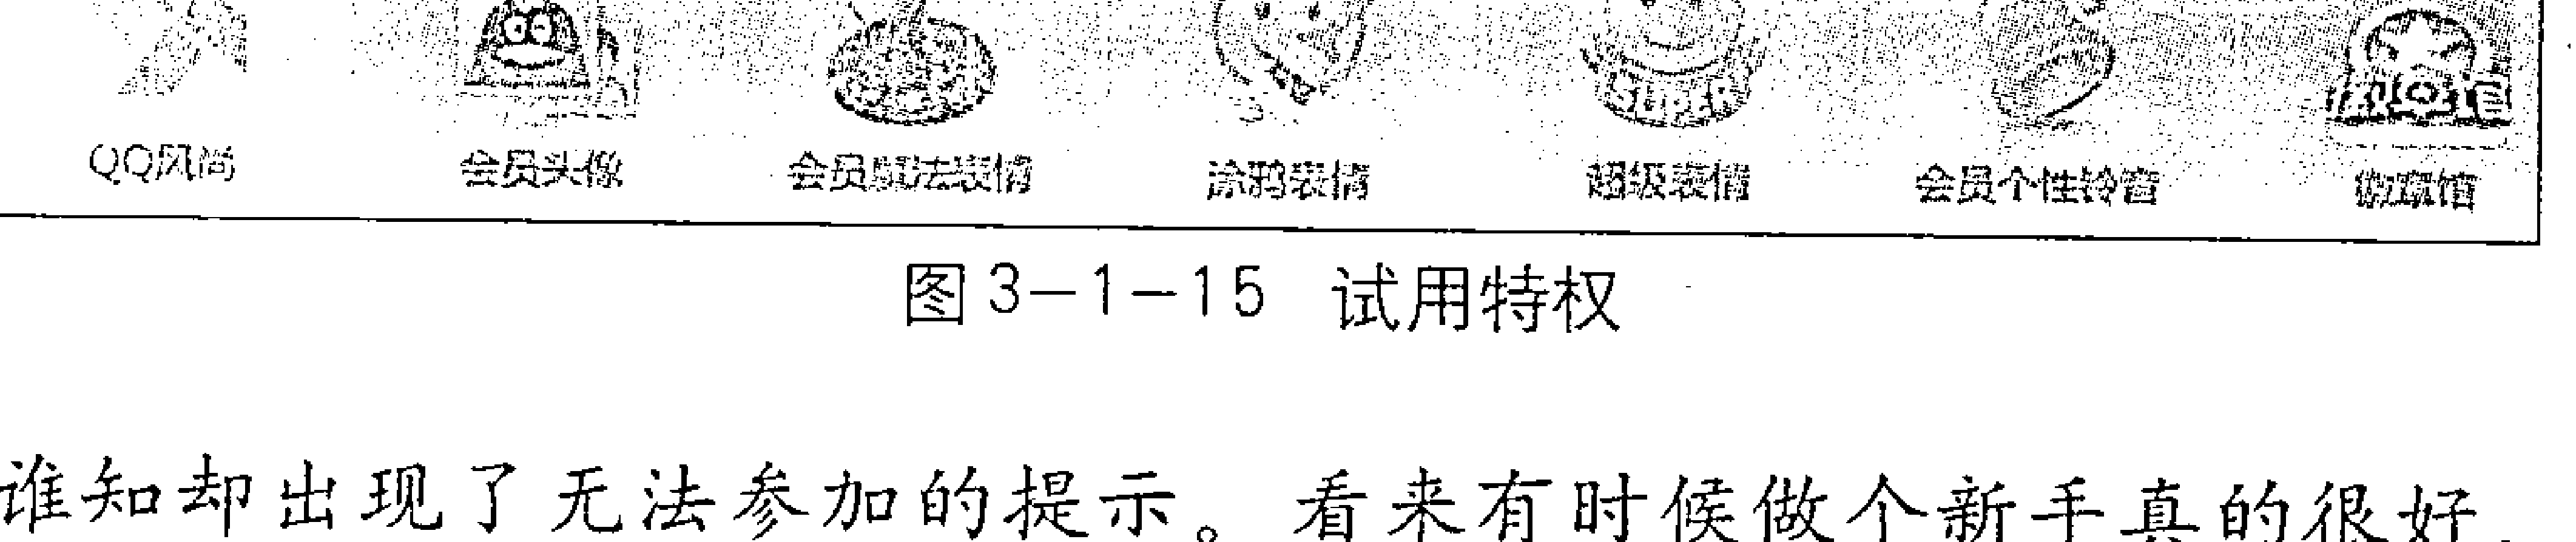 QQ风尚 会员头像 会员魔法表情 涂鸦表情 超级表情 会员个性铃音 徽章馆
图3-1-15 试用特权
谁知却出现了无法参加的提示。看来有时候做个新手真的很好，